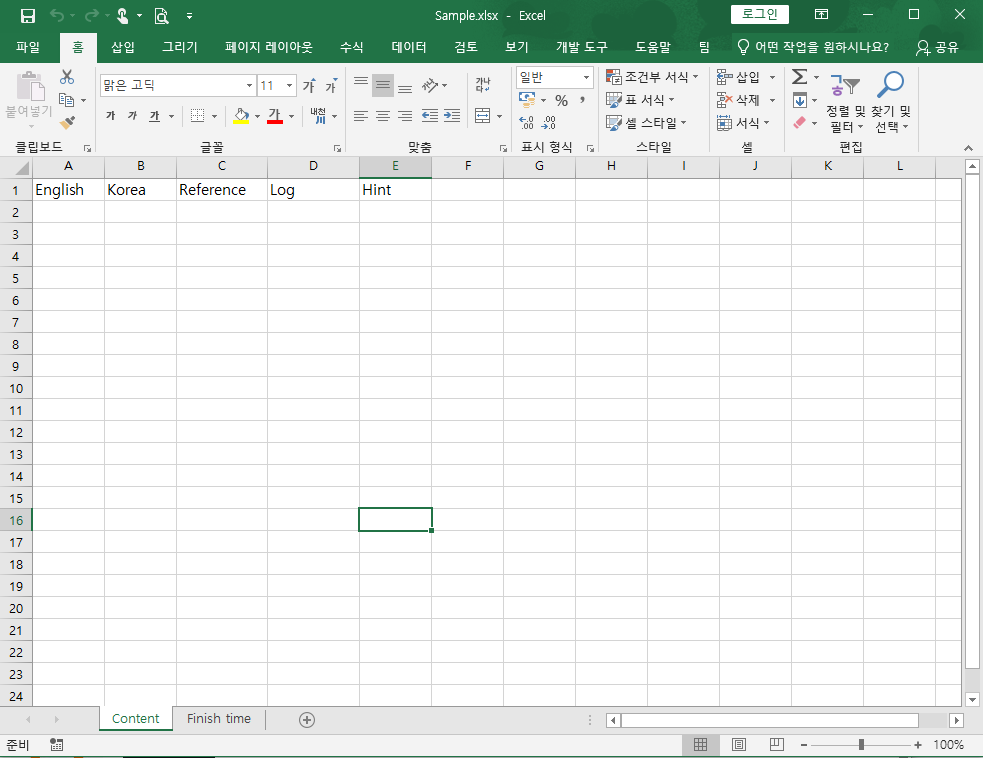 Sample.xlsx - Excel
로그인
파일 홈 삽입 그리기 페이지 레이아웃 수식 데이터 검토 보기 개발 도구 도움말 팀 어떤 작업을 원하시나요? 공유
붙여넣기
맑은 고딕 11 가 가
가 가 가 가 내천
가나다
일반
% ,
.00 .00
조건부 서식
표 서식
셀 스타일
삽입
삭제
서식
정렬 및 필터
찾기 및 선택
클립보드 글꼴 맞춤 표시 형식 스타일 셀 편집
A B C D E F G H I J K L
1 English Korea Reference Log Hint
2
3
4
5
6
7
8
9
10
11
12
13
14
15
16
17
18
19
20
21
22
23
24
Content Finish time
준비 100%